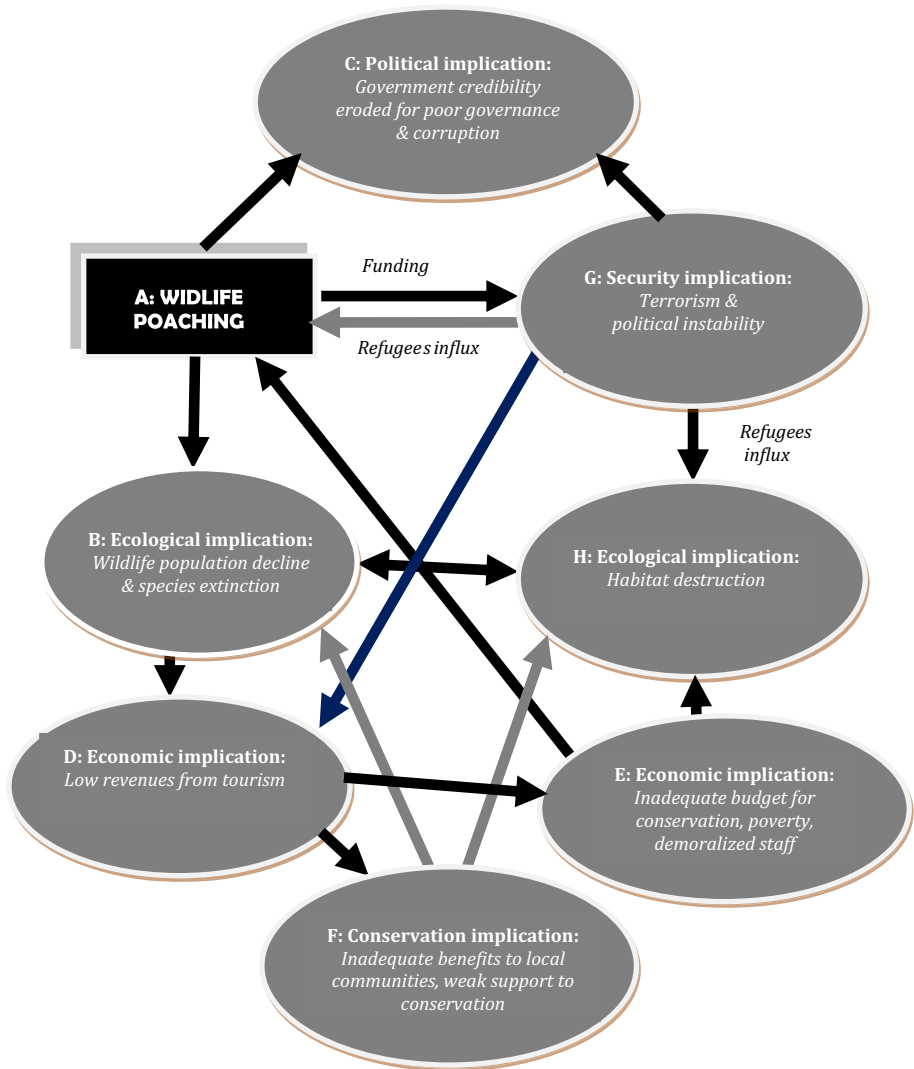 C: Political implication:
Government credibility
eroded for poor governance
& corruption
A: WIDLIFE
POACHING
Funding
Refugees influx
G: Security implication:
Terrorism &
political instability
Refugees
influx
B: Ecological implication:
Wildlife population decline
& species extinction
H: Ecological implication:
Habitat destruction
D: Economic implication:
Low revenues from tourism
E: Economic implication:
Inadequate budget for
conservation, poverty,
demoralized staff
F: Conservation implication:
Inadequate benefits to local
communities, weak support to
conservation